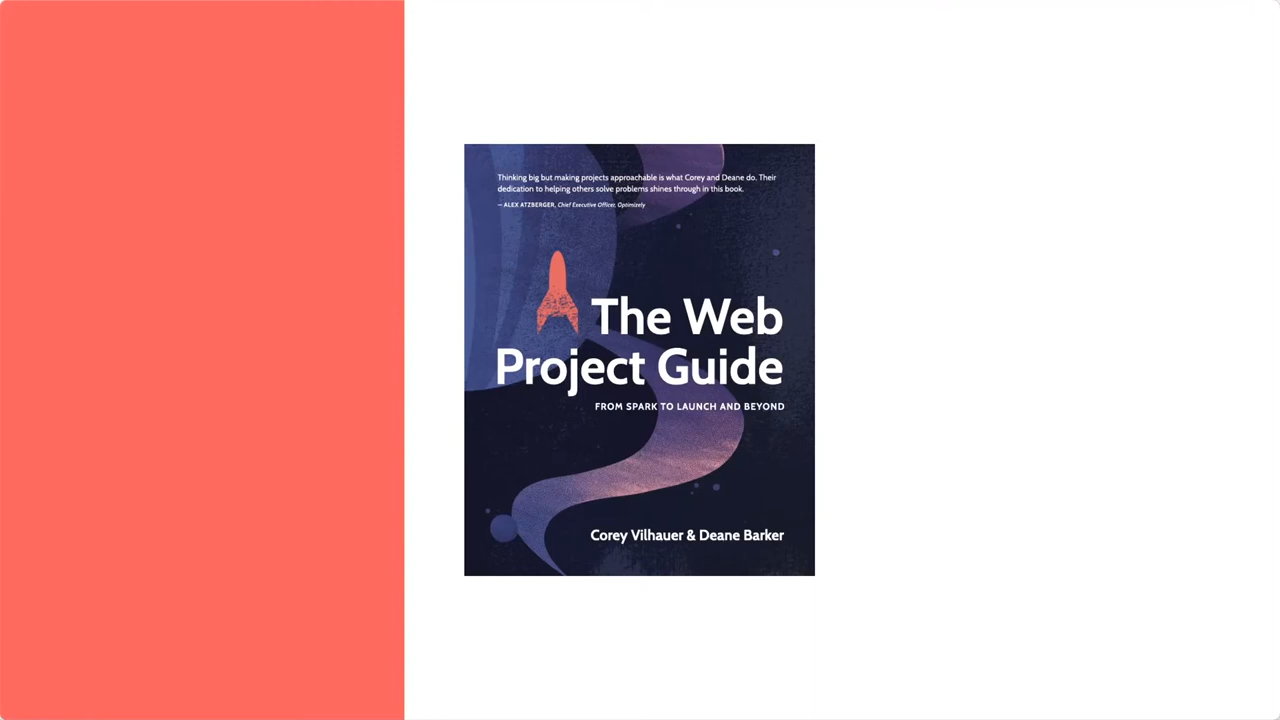 Thinking big but making projects approachable is what Corey and Deane do. Their
dedication to helping others solve problems shines through in this book.
— ALEX ATZBERGER, Chief Executive Officer, Optimizely
The Web
Project Guide
FROM SPARK TO LAUNCH AND BEYOND
Corey Vilhauer & Deane Barker